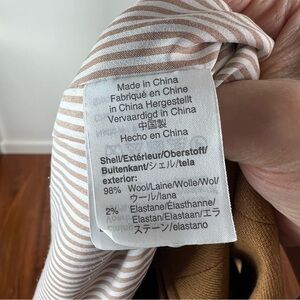 Made in China
Fabriqué en Chine
in China Hergestellt
Vervaardigd in China
中国製
Hecho en China
Shell/Extérieur/Oberstoff/
Buitenkant/シェル/tela
exterior:
98% Wool/Laine/Wolle/Wol/
ウール/lana
2% Elastane/Élasthanne/
Elastan/Elastaan/エラ
ステーン/elastano